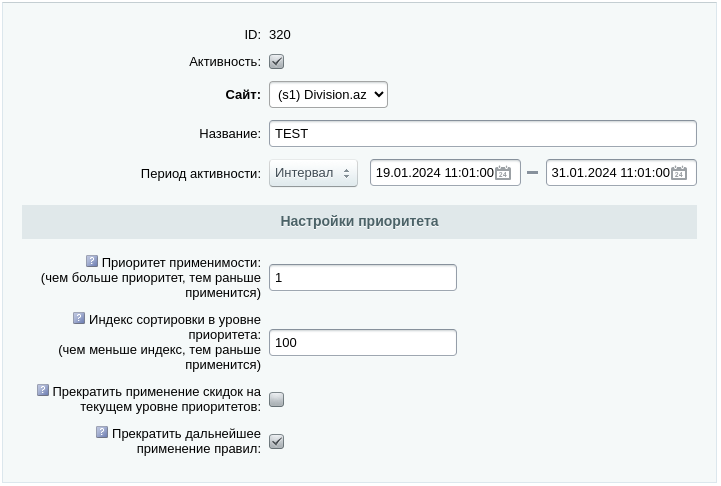 ID: 320
Активность:
Сайт: (s1) Division.az
Название: TEST
Период активности: Интервал 19.01.2024 11:01:00 24 – 31.01.2024 11:01:00 24
Настройки приоритета
? Приоритет применимости:
(чем больше приоритет, тем раньше
применится)
1
? Индекс сортировки в уровне
приоритета:
(чем меньше индекс, тем раньше
применится)
100
? Прекратить применение скидок на
текущем уровне приоритетов:
? Прекратить дальнейшее
применение правил: